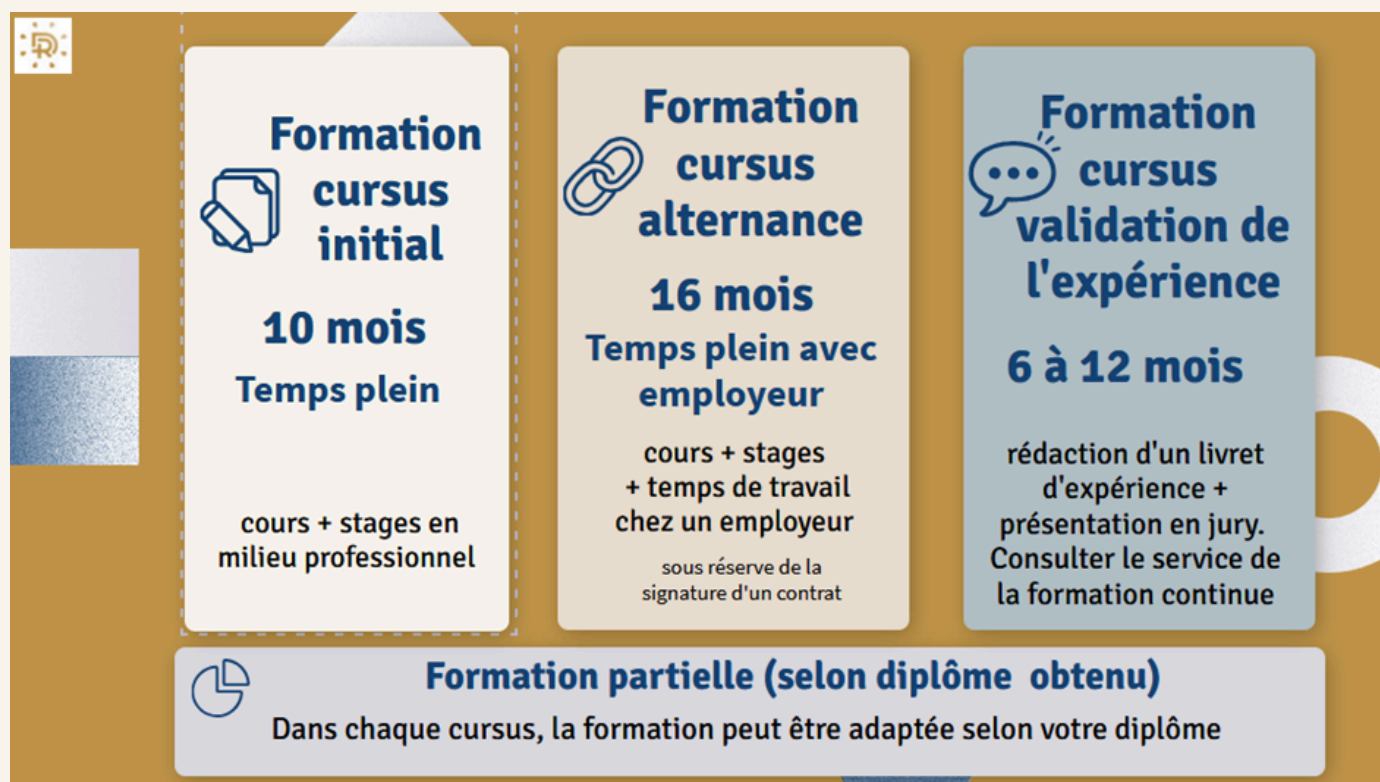 Formation
cursus
initial
10 mois
Temps plein
cours + stages en
milieu professionnel
Formation
cursus
alternance
16 mois
Temps plein avec
employeur
cours + stages
+ temps de travail
chez un employeur
sous réserve de la
signature d'un contrat
Formation
cursus
validation de
l'expérience
6 à 12 mois
rédaction d'un livret
d'expérience +
présentation en jury.
Consulter le service de
la formation continue
Formation partielle (selon diplôme  obtenu)
Dans chaque cursus, la formation peut être adaptée selon votre diplôme